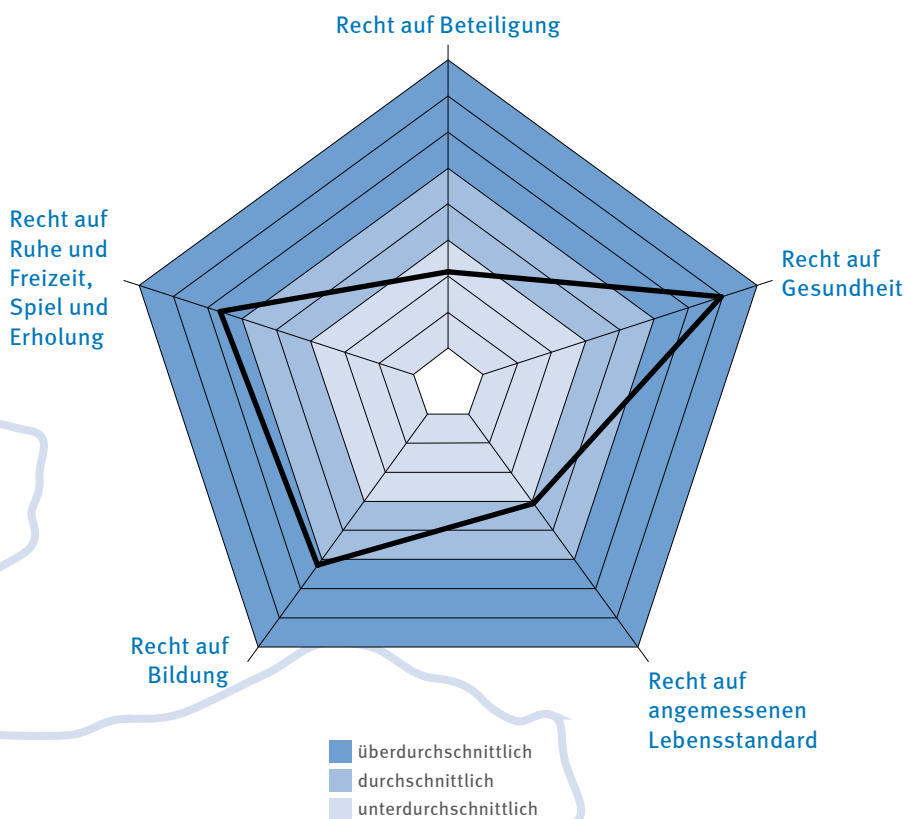 Recht auf Beteiligung
Recht auf
Ruhe und
Freizeit,
Spiel und
Erholung
Recht auf
Gesundheit
Recht auf
Bildung
Recht auf
angemessenen
Lebensstandard
überdurchschnittlich
durchschnittlich
unterdurchschnittlich